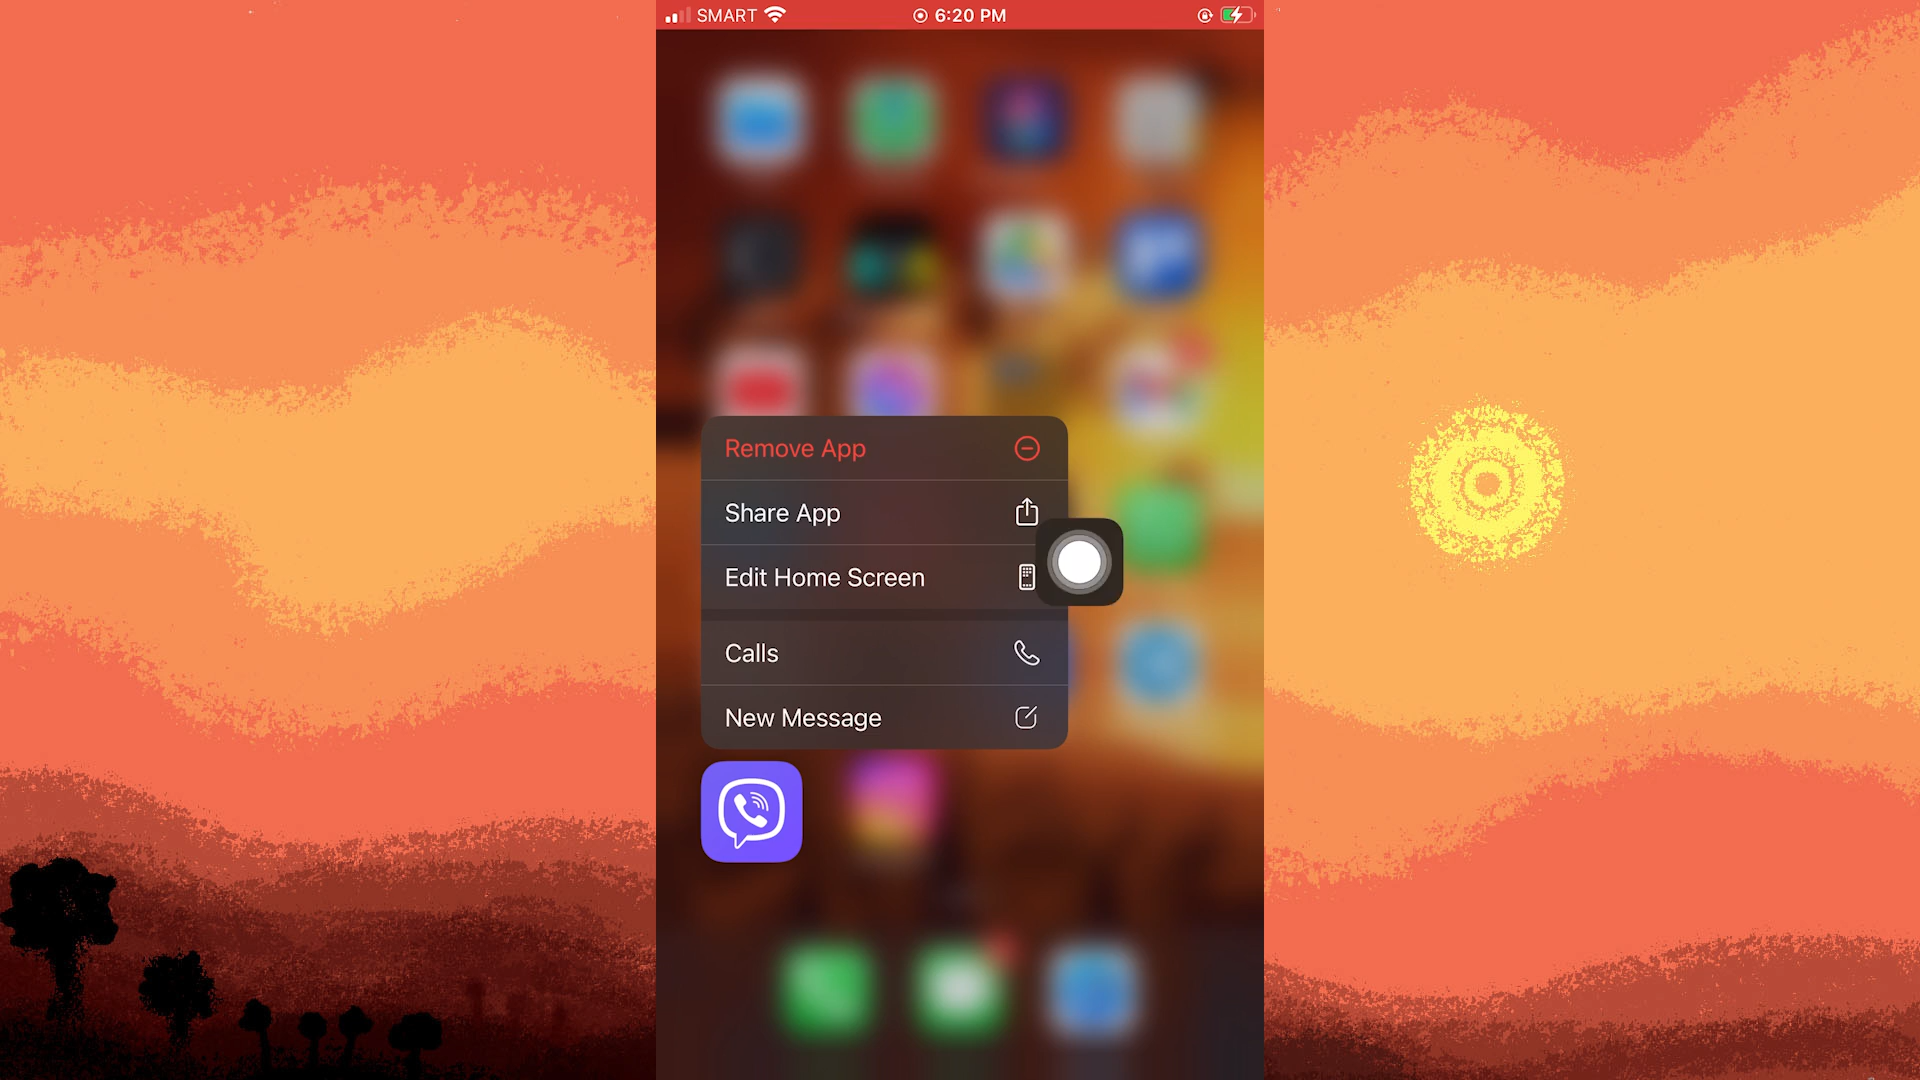 SMART 6:20 PM
Remove App
Share App
Edit Home Screen
Calls
New Message